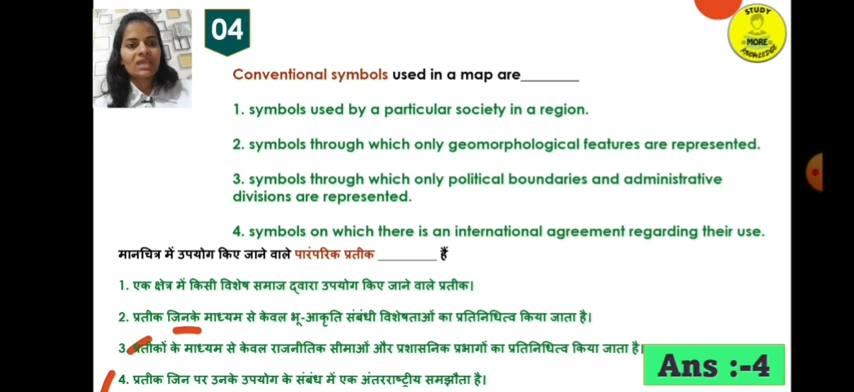 04
STUDY
MORE
KNOWLEDGE
Conventional symbols used in a map are________
1. symbols used by a particular society in a region.
2. symbols through which only geomorphological features are represented.
3. symbols through which only political boundaries and administrative
divisions are represented.
4. symbols on which there is an international agreement regarding their use.
मानचित्र में उपयोग किए जाने वाले पारंपरिक प्रतीक ________ हैं
1. एक क्षेत्र में किसी विशेष समाज द्वारा उपयोग किए जाने वाले प्रतीक।
2. प्रतीक जिनके माध्यम से केवल भू-आकृति संबंधी विशेषताओं का प्रतिनिधित्व किया जाता है।
3. प्रतीकों के माध्यम से केवल राजनीतिक सीमाओं और प्रशासनिक प्रभागों का प्रतिनिधित्व किया जाता है।
4. प्रतीक जिन पर उनके उपयोग के संबंध में एक अंतरराष्ट्रीय समझौता है।
Ans :-4